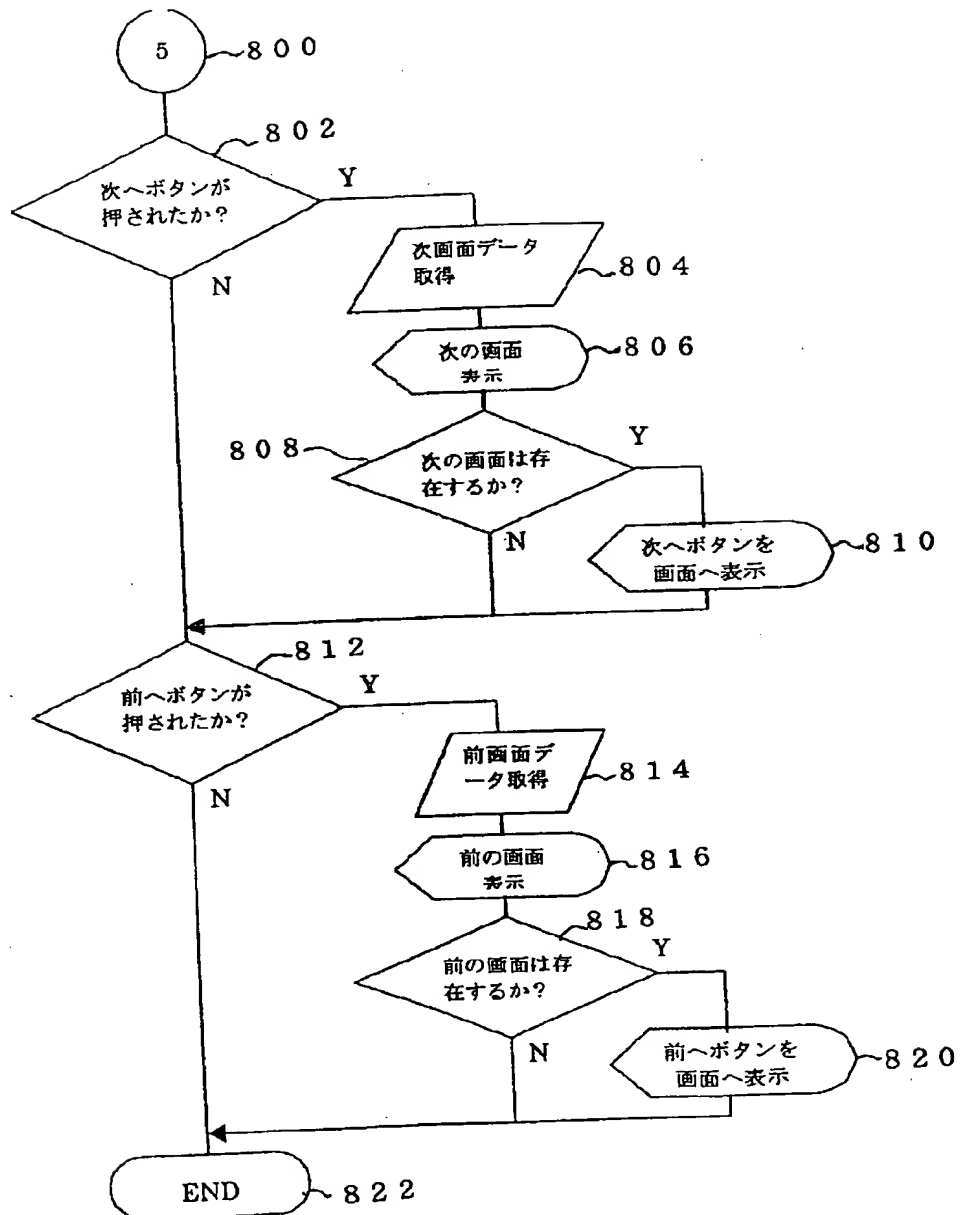 5
８００
８０２
次へボタンが
押されたか？
Y
N
次画面データ
取得
８０４
次の画面
表示
８０６
８０８
次の画面は存
在するか？
Y
N
次へボタンを
画面へ表示
８１０
８１２
前へボタンが
押されたか？
Y
N
前画面デ
ータ取得
８１４
前の画面
表示
８１６
８１８
前の画面は存
在するか？
Y
N
前へボタンを
画面へ表示
８２０
END
８２２